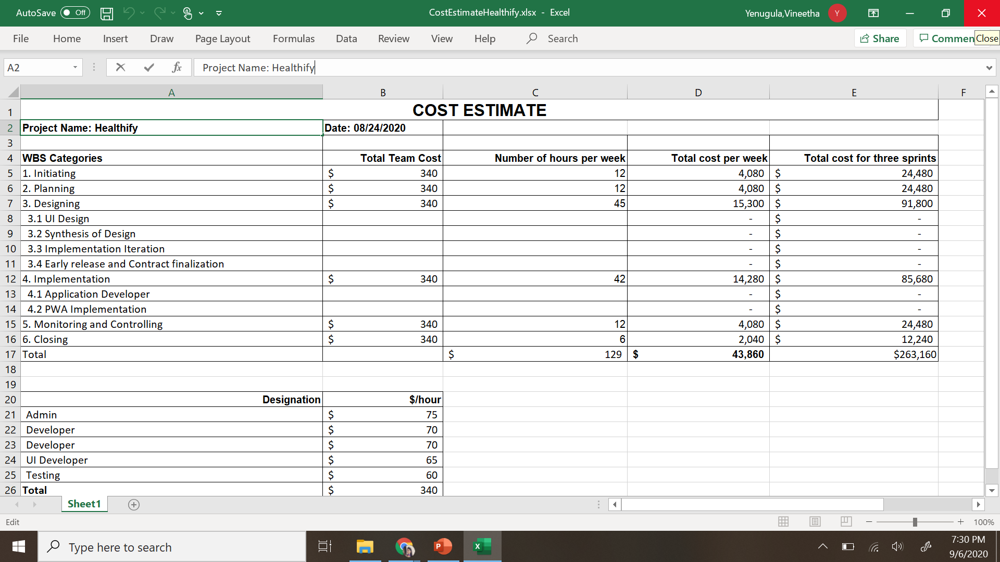 AutoSave Off CostEstimateHealthify.xlsx - Excel Yenugula,Vineetha Y
File Home Insert Draw Page Layout Formulas Data Review View Help Search Share Commen Close
A2 fx Project Name: Healthify
A B C D E F
1 COST ESTIMATE
2 Project Name: Healthify Date: 08/24/2020
3
4 WBS Categories Total Team Cost Number of hours per week Total cost per week Total cost for three sprints
5 1. Initiating $ 340 12 4,080 $ 24,480
6 2. Planning $ 340 12 4,080 $ 24,480
7 3. Designing $ 340 45 15,300 $ 91,800
8 3.1 UI Design - $ -
9 3.2 Synthesis of Design - $ -
10 3.3 Implementation Iteration - $ -
11 3.4 Early release and Contract finalization - $ -
12 4. Implementation $ 340 42 14,280 $ 85,680
13 4.1 Application Developer - $ -
14 4.2 PWA Implementation - $ -
15 5. Monitoring and Controlling $ 340 12 4,080 $ 24,480
16 6. Closing $ 340 6 2,040 $ 12,240
17 Total $ 129 $ 43,860 $263,160
18
19
20 Designation $/hour
21 Admin $ 75
22 Developer $ 70
23 Developer $ 70
24 UI Developer $ 65
25 Testing $ 60
26 Total $ 340
Sheet1
Edit 100%
Type here to search P X 7:30 PM
9/6/2020